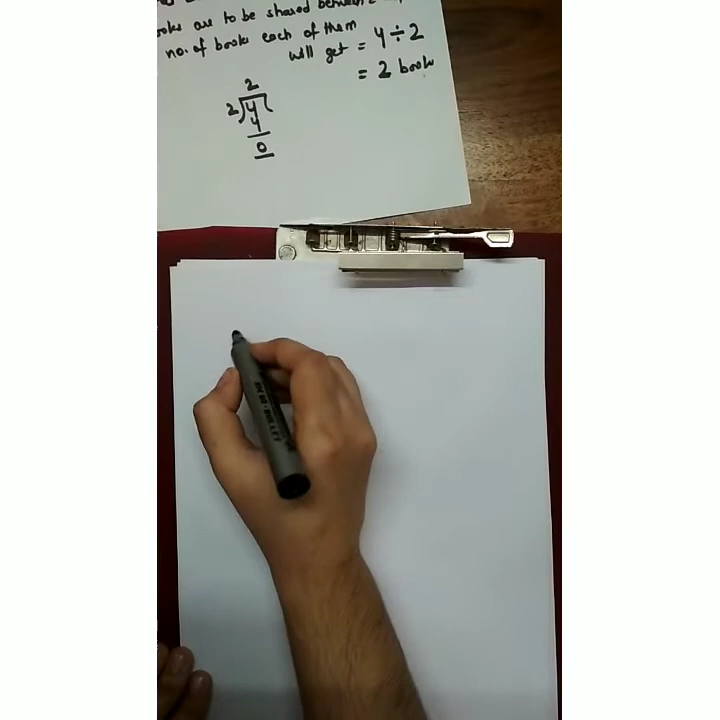 are to be shared between
no. of books each of them
will get = 4 ÷ 2
= 2 books
2
2 4
4
0